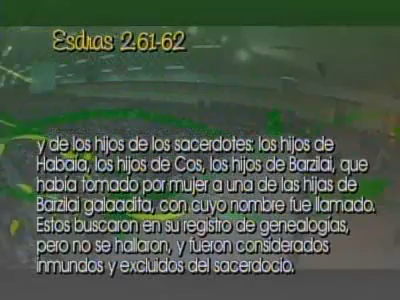 Esdras 2:61-62
y de los hijos de los sacerdotes: los hijos de
Habaía, los hijos de Cos, los hijos de Barzilai, que
había tomado por mujer a una de las hijas de
Barzilai galaadita, con cuyo nombre fue llamado.
Estos buscaron en su registro de genealogías,
pero no se hallaron, y fueron considerados
inmundos y excluidos del sacerdocio.